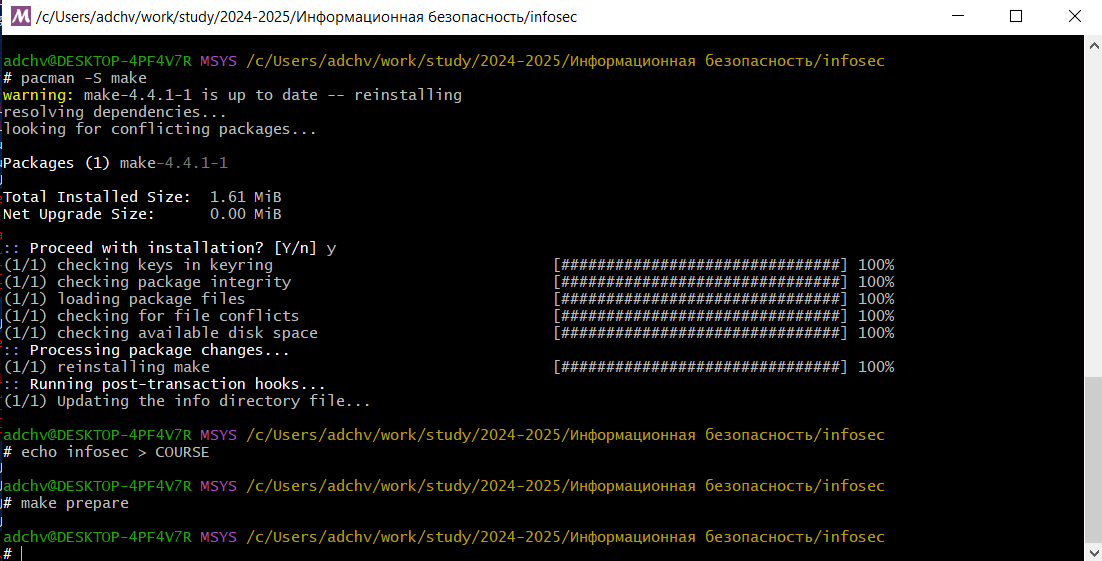 /c/Users/adchv/work/study/2024-2025/Информационная безопасность/infosec
adchv@DESKTOP-4PF4V7R MSYS /c/Users/adchv/work/study/2024-2025/Информационная безопасность/infosec
# pacman -S make
warning: make-4.4.1-1 is up to date -- reinstalling
resolving dependencies...
looking for conflicting packages...
Packages (1) make-4.4.1-1
Total Installed Size:  1.61 MiB
Net Upgrade Size:      0.00 MiB
:: Proceed with installation? [Y/n] y
(1/1) checking keys in keyring [###############################] 100%
(1/1) checking package integrity [###############################] 100%
(1/1) loading package files [###############################] 100%
(1/1) checking for file conflicts [###############################] 100%
(1/1) checking available disk space [###############################] 100%
:: Processing package changes...
(1/1) reinstalling make [###############################] 100%
:: Running post-transaction hooks...
(1/1) Updating the info directory file...
adchv@DESKTOP-4PF4V7R MSYS /c/Users/adchv/work/study/2024-2025/Информационная безопасность/infosec
# echo infosec > COURSE
adchv@DESKTOP-4PF4V7R MSYS /c/Users/adchv/work/study/2024-2025/Информационная безопасность/infosec
# make prepare
adchv@DESKTOP-4PF4V7R MSYS /c/Users/adchv/work/study/2024-2025/Информационная безопасность/infosec
#